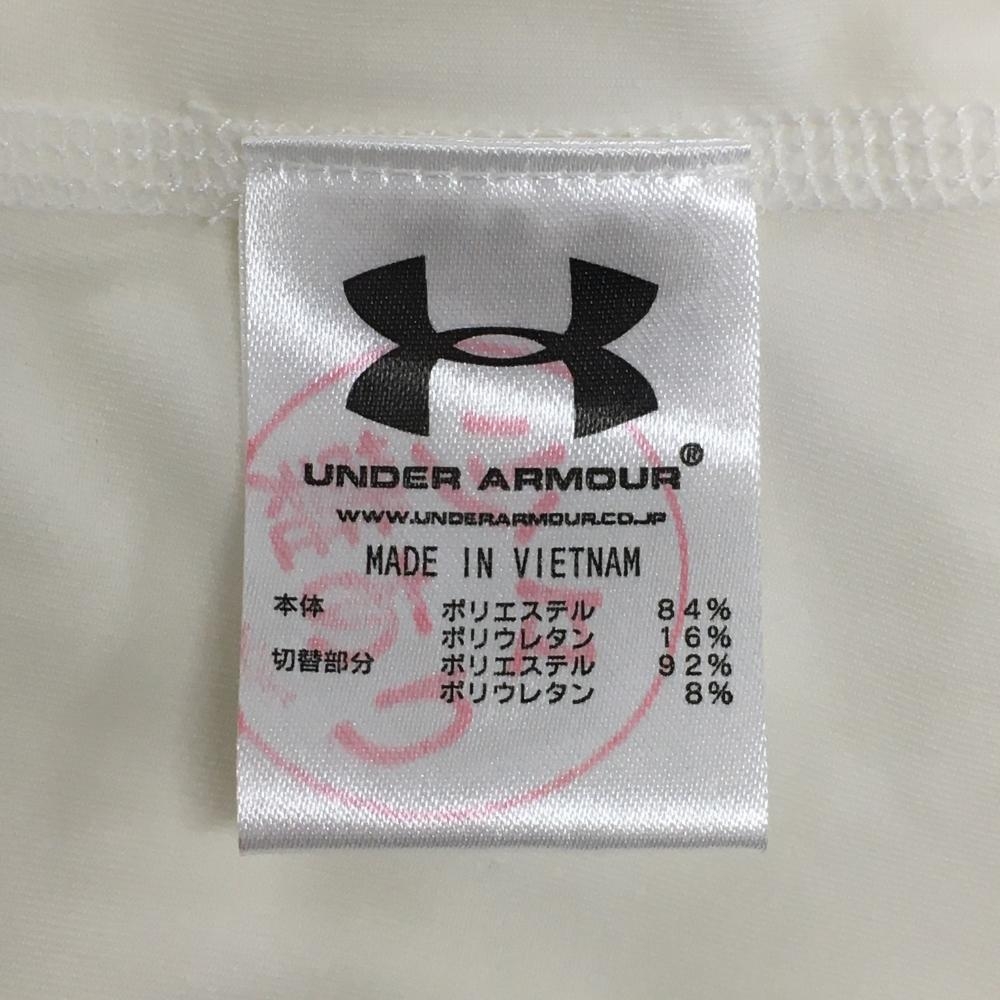 UNDER ARMOUR®
WWW.UNDERARMOUR.CO.JP
MADE IN VIETNAM
本体 ポリエステル 84%
ポリウレタン 16%
切替部分 ポリエステル 92%
ポリウレタン 8%